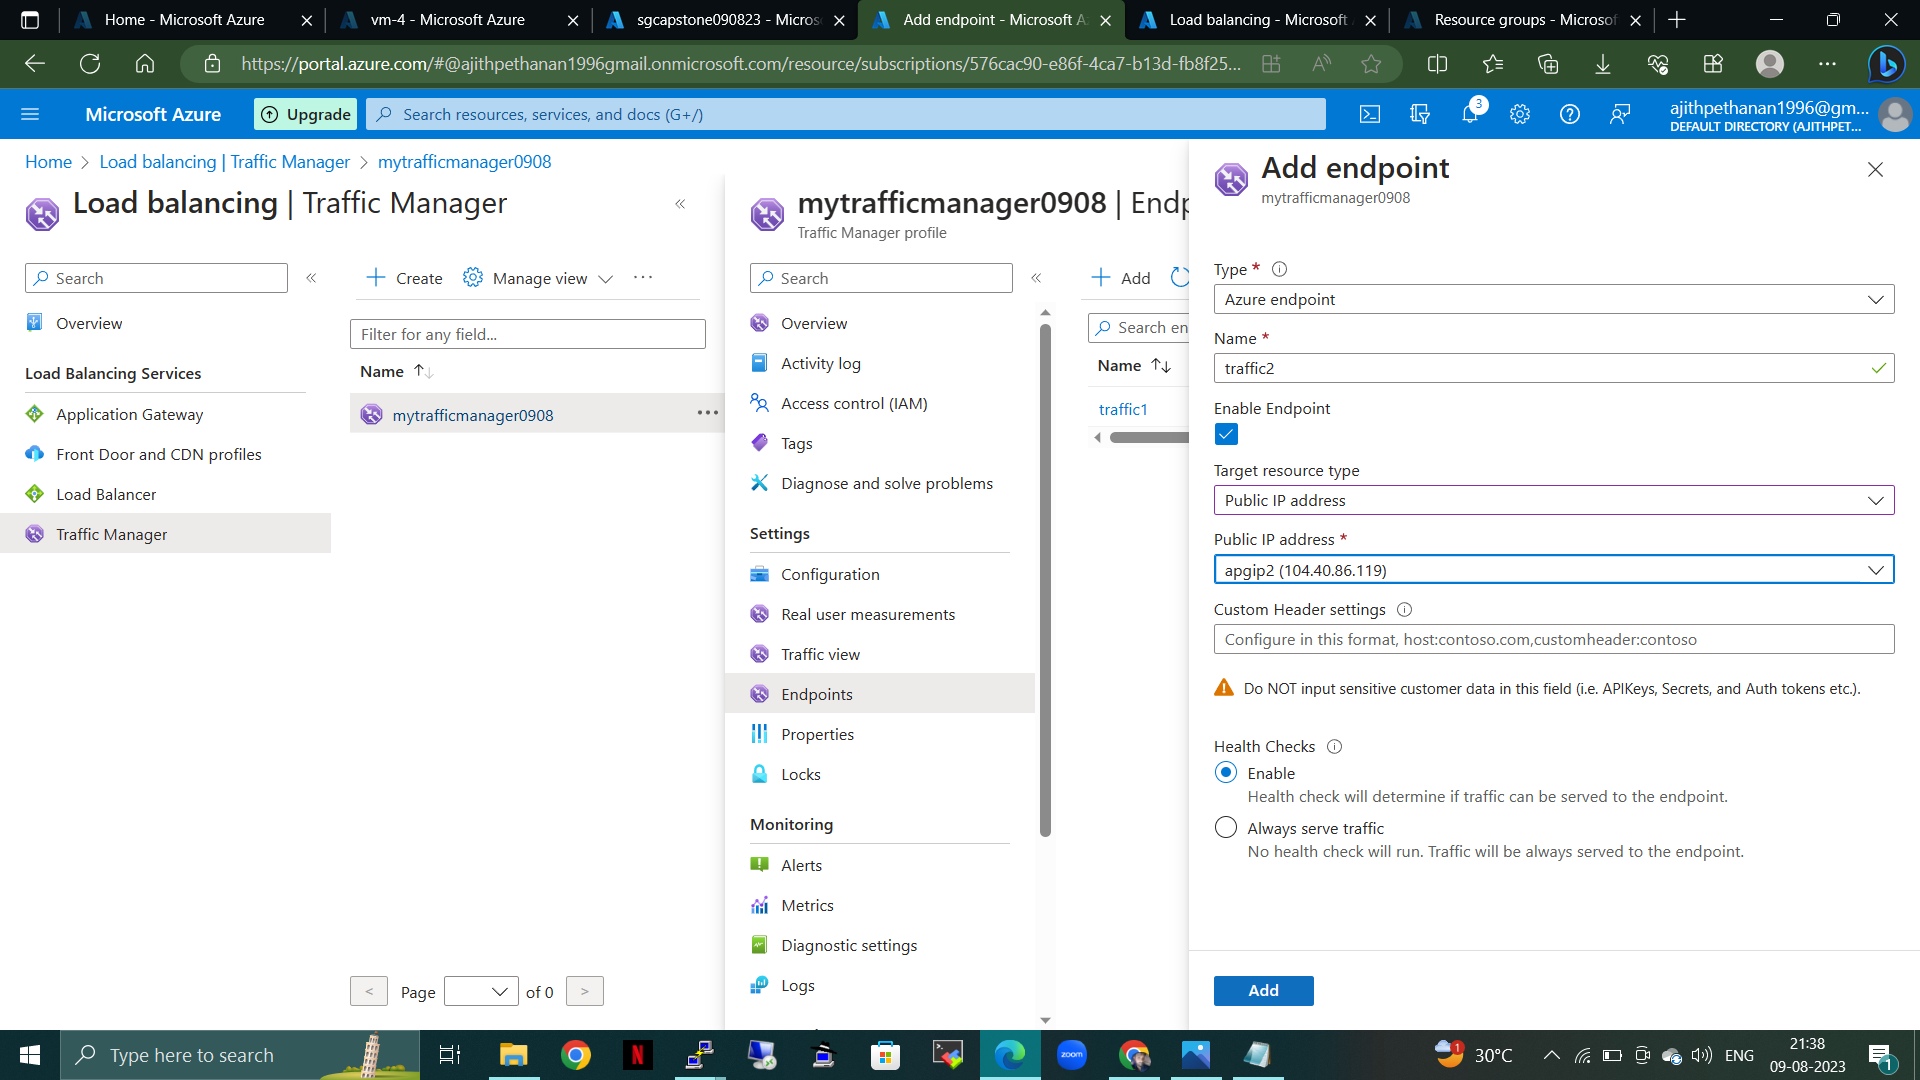 Home - Microsoft Azure
vm-4 - Microsoft Azure
sgcapstone090823 - Micros
Add endpoint - Microsoft A
Load balancing - Microsoft
Resource groups - Microsof
https://portal.azure.com/#@ajithpethanan1996gmail.onmicrosoft.com/resource/subscriptions/576cac90-e86f-4ca7-b13d-fb8f25...
Microsoft Azure
Upgrade
Search resources, services, and docs (G+/)
3
ajithpethanan1996@gm...
DEFAULT DIRECTORY (AJITHPET...
Home > Load balancing | Traffic Manager > mytrafficmanager0908
Load balancing | Traffic Manager
Search
Overview
Load Balancing Services
Application Gateway
Front Door and CDN profiles
Load Balancer
Traffic Manager
Create
Manage view
Filter for any field...
Name
mytrafficmanager0908
< Page of 0 >
mytrafficmanager0908 | Endp
Traffic Manager profile
Search
Overview
Activity log
Access control (IAM)
Tags
Diagnose and solve problems
Settings
Configuration
Real user measurements
Traffic view
Endpoints
Properties
Locks
Monitoring
Alerts
Metrics
Diagnostic settings
Logs
Add
Search en
Name
traffic1
Add endpoint
mytrafficmanager0908
Type *
Azure endpoint
Name *
traffic2
Enable Endpoint
Target resource type
Public IP address
Public IP address *
apgip2 (104.40.86.119)
Custom Header settings
Configure in this format, host:contoso.com,customheader:contoso
Do NOT input sensitive customer data in this field (i.e. APIKeys, Secrets, and Auth tokens etc.).
Health Checks
Enable
Health check will determine if traffic can be served to the endpoint.
Always serve traffic
No health check will run. Traffic will be always served to the endpoint.
Add
Type here to search
zoom
1
30°C
ENG
21:38
09-08-2023
1